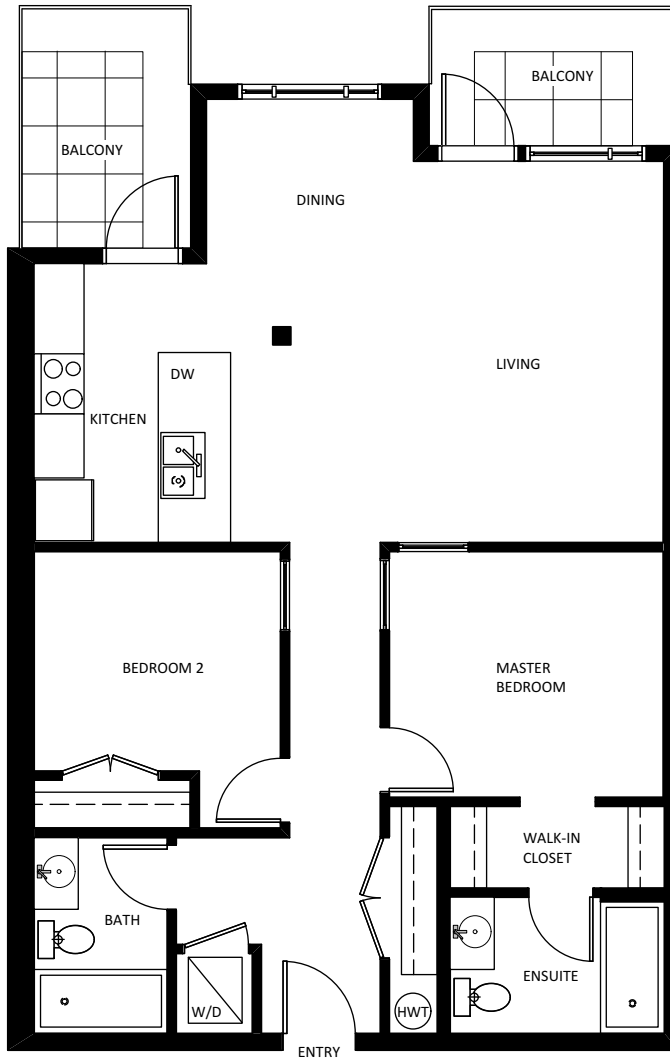 BALCONY
BALCONY
DINING
LIVING
DW
KITCHEN
BEDROOM 2
MASTER
BEDROOM
WALK-IN
CLOSET
BATH
ENSUITE
W/D
HWT
ENTRY